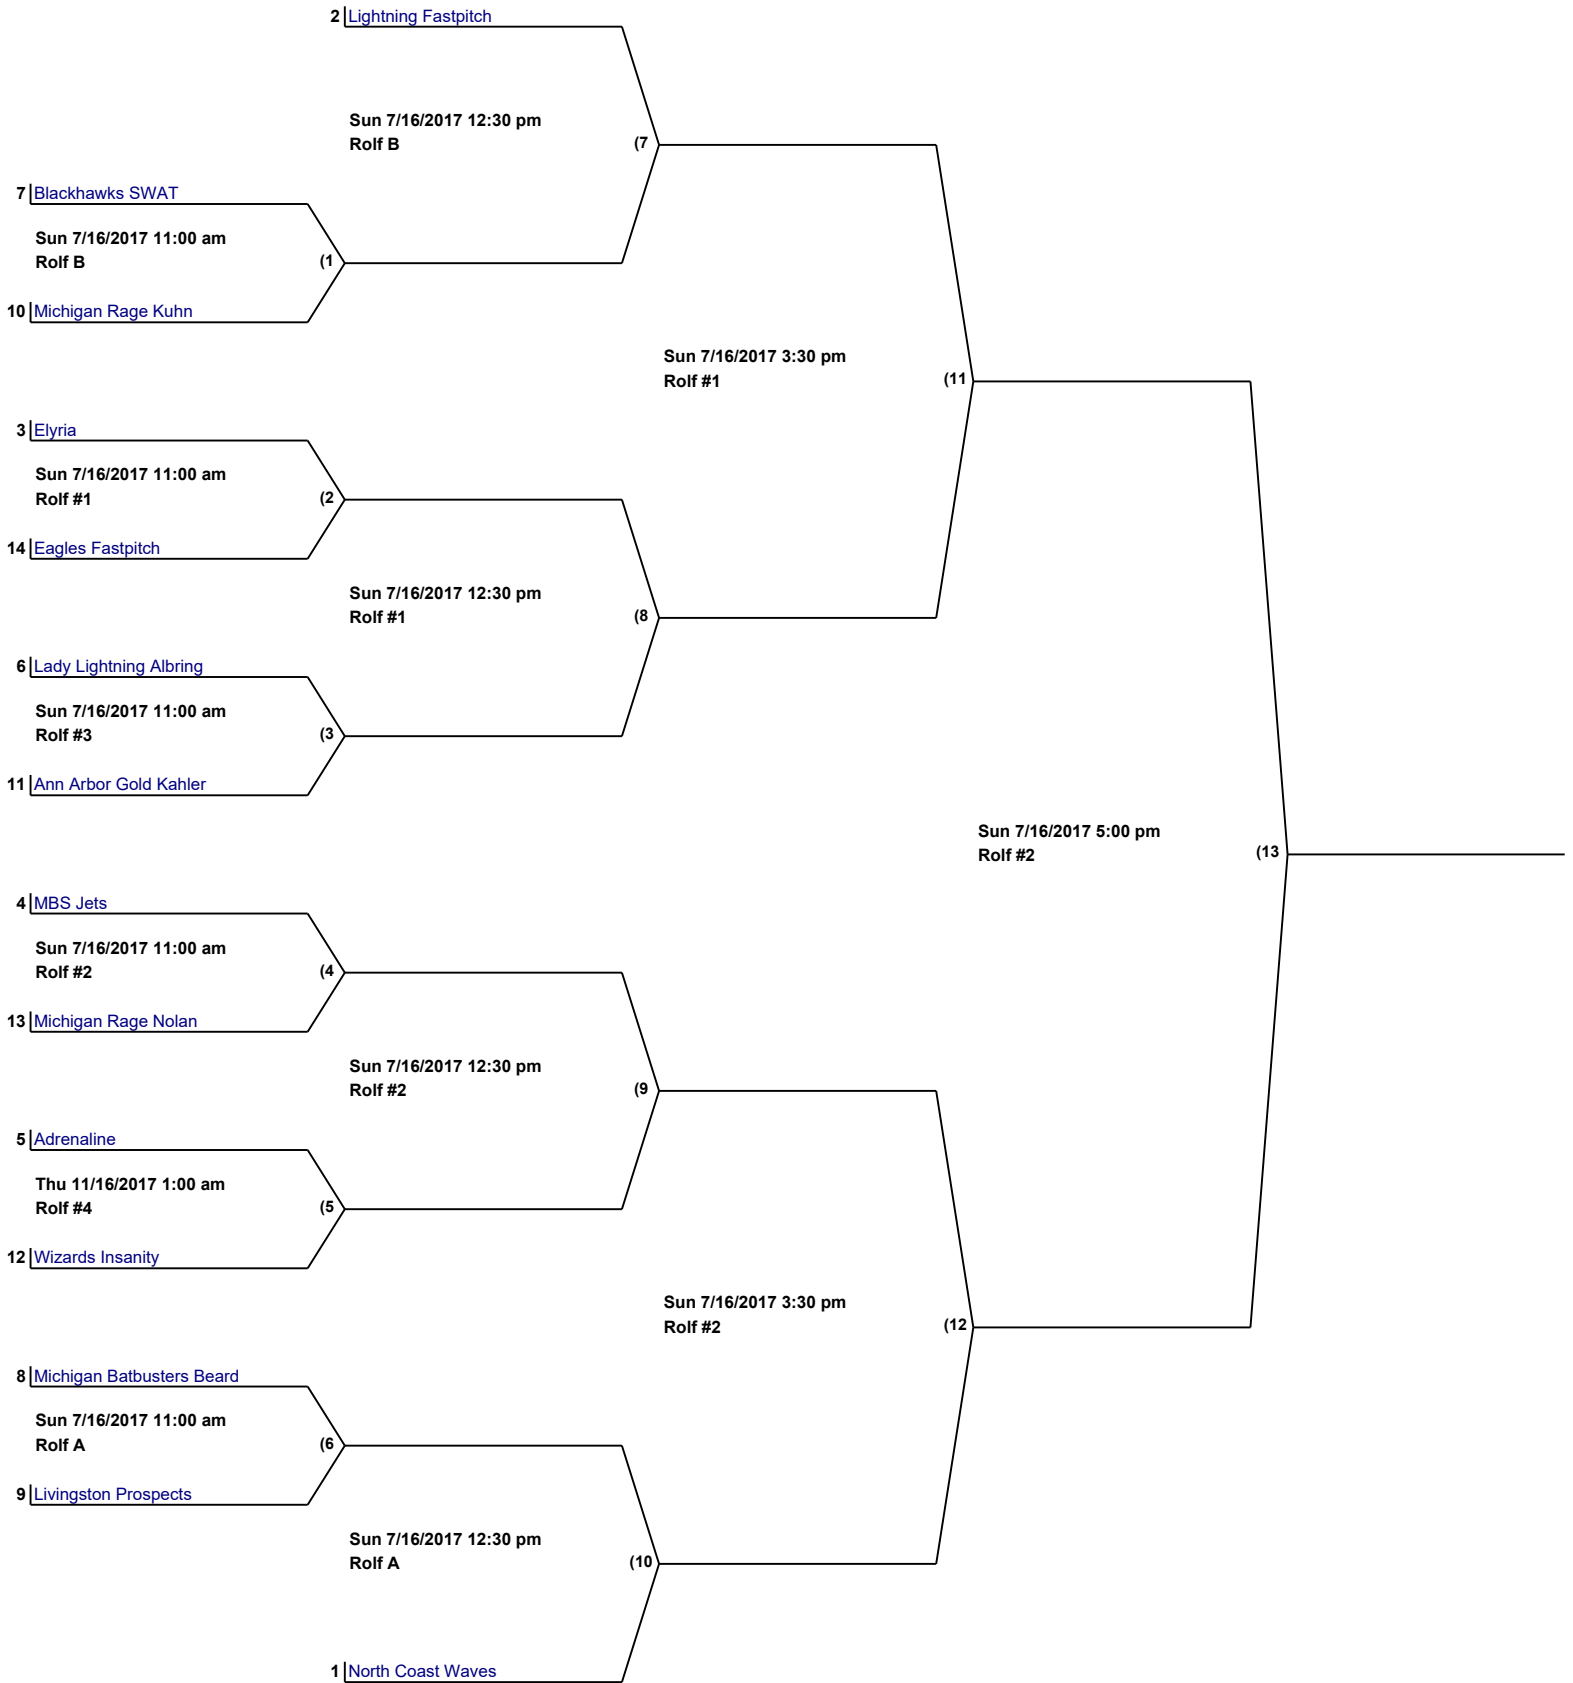 2 Lightning Fastpitch
Sun 7/16/2017 12:30 pm
Rolf B
(7
7 Blackhawks SWAT
Sun 7/16/2017 11:00 am
Rolf B
(1
10 Michigan Rage Kuhn
Sun 7/16/2017 3:30 pm
Rolf #1
(11
3 Elyria
Sun 7/16/2017 11:00 am
Rolf #1
(2
14 Eagles Fastpitch
Sun 7/16/2017 12:30 pm
Rolf #1
(8
6 Lady Lightning Albring
Sun 7/16/2017 11:00 am
Rolf #3
(3
11 Ann Arbor Gold Kahler
Sun 7/16/2017 5:00 pm
Rolf #2
(13
4 MBS Jets
Sun 7/16/2017 11:00 am
Rolf #2
(4
13 Michigan Rage Nolan
Sun 7/16/2017 12:30 pm
Rolf #2
(9
5 Adrenaline
Thu 11/16/2017 1:00 am
Rolf #4
(5
12 Wizards Insanity
Sun 7/16/2017 3:30 pm
Rolf #2
(12
8 Michigan Batbusters Beard
Sun 7/16/2017 11:00 am
Rolf A
(6
9 Livingston Prospects
Sun 7/16/2017 12:30 pm
Rolf A
(10
1 North Coast Waves